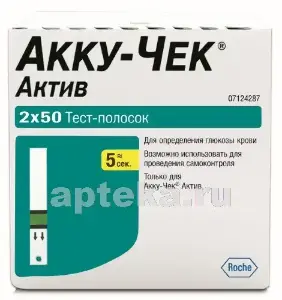 АККУ-ЧЕК®
Актив
07124287
2x50 Тест-полосок
Для определения глюкозы крови
5 сек.
Возможно использовать для
проведения самоконтроля
Только для
Акку-Чек® Актив
apteka.ru
Roche